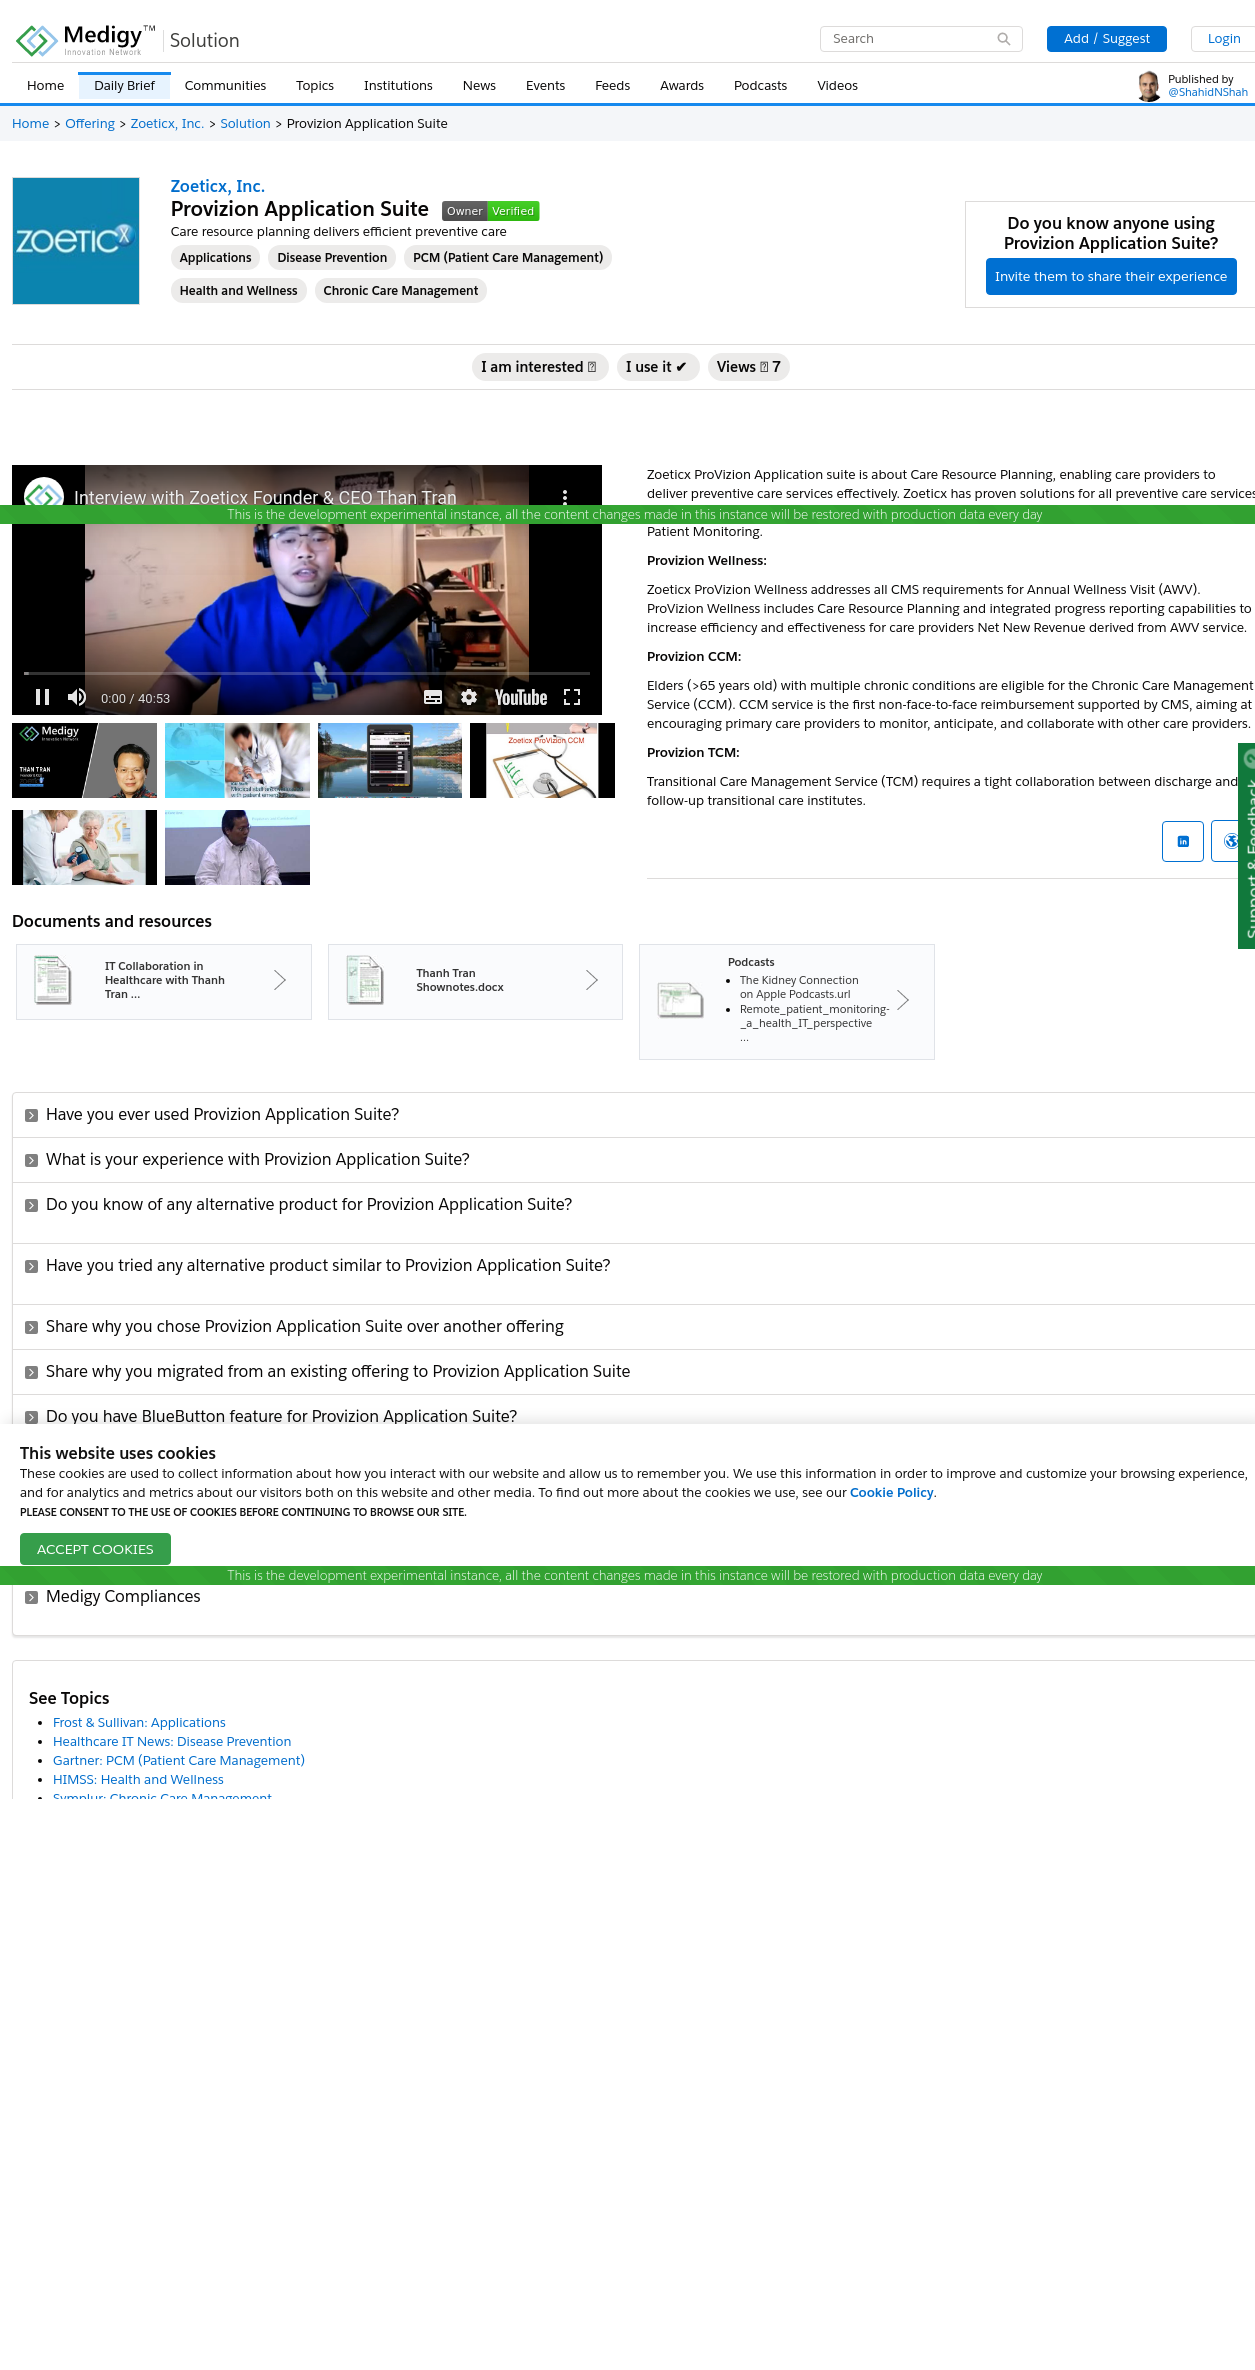 Medigy™
Innovation Network
Solution
Search
Add / Suggest
Login
Home
Daily Brief
Communities
Topics
Institutions
News
Events
Feeds
Awards
Podcasts
Videos
Published by
@ShahidNShah
Home > Offering > Zoeticx, Inc. > Solution > Provizion Application Suite
ZOETICX
Zoeticx, Inc.
Provizion Application Suite
Owner Verified
Care resource planning delivers efficient preventive care
Applications
Disease Prevention
PCM (Patient Care Management)
Health and Wellness
Chronic Care Management
Do you know anyone using
Provizion Application Suite?
Invite them to share their experience
I am interested
I use it ✔
Views 7
Interview with Zoeticx Founder & CEO Than Tran
0:00 / 40:53
YouTube
Medigy
Innovation Network
THAN TRAN
Zoeticx ProVizion CCM
Zoeticx ProVizion Application suite is about Care Resource Planning, enabling care providers to
deliver preventive care services effectively. Zoeticx has proven solutions for all preventive care services
This is the development experimental instance, all the content changes made in this instance will be restored with production data every day
Patient Monitoring.
Provizion Wellness:
Zoeticx ProVizion Wellness addresses all CMS requirements for Annual Wellness Visit (AWV).
ProVizion Wellness includes Care Resource Planning and integrated progress reporting capabilities to
increase efficiency and effectiveness for care providers Net New Revenue derived from AWV service.
Provizion CCM:
Elders (>65 years old) with multiple chronic conditions are eligible for the Chronic Care Management
Service (CCM). CCM service is the first non-face-to-face reimbursement supported by CMS, aiming at
encouraging primary care providers to monitor, anticipate, and collaborate with other care providers.
Provizion TCM:
Transitional Care Management Service (TCM) requires a tight collaboration between discharge and
follow-up transitional care institutes.
Support & Feedback
Documents and resources
IT Collaboration in
Healthcare with Thanh
Tran ...
Thanh Tran
Shownotes.docx
Podcasts
The Kidney Connection
on Apple Podcasts.url
Remote_patient_monitoring-
_a_health_IT_perspective
...
Have you ever used Provizion Application Suite?
What is your experience with Provizion Application Suite?
Do you know of any alternative product for Provizion Application Suite?
Have you tried any alternative product similar to Provizion Application Suite?
Share why you chose Provizion Application Suite over another offering
Share why you migrated from an existing offering to Provizion Application Suite
Do you have BlueButton feature for Provizion Application Suite?
This website uses cookies
These cookies are used to collect information about how you interact with our website and allow us to remember you. We use this information in order to improve and customize your browsing experience,
and for analytics and metrics about our visitors both on this website and other media. To find out more about the cookies we use, see our Cookie Policy.
PLEASE CONSENT TO THE USE OF COOKIES BEFORE CONTINUING TO BROWSE OUR SITE.
ACCEPT COOKIES
This is the development experimental instance, all the content changes made in this instance will be restored with production data every day
Medigy Compliances
See Topics
Frost & Sullivan: Applications
Healthcare IT News: Disease Prevention
Gartner: PCM (Patient Care Management)
HIMSS: Health and Wellness
Symplur: Chronic Care Management